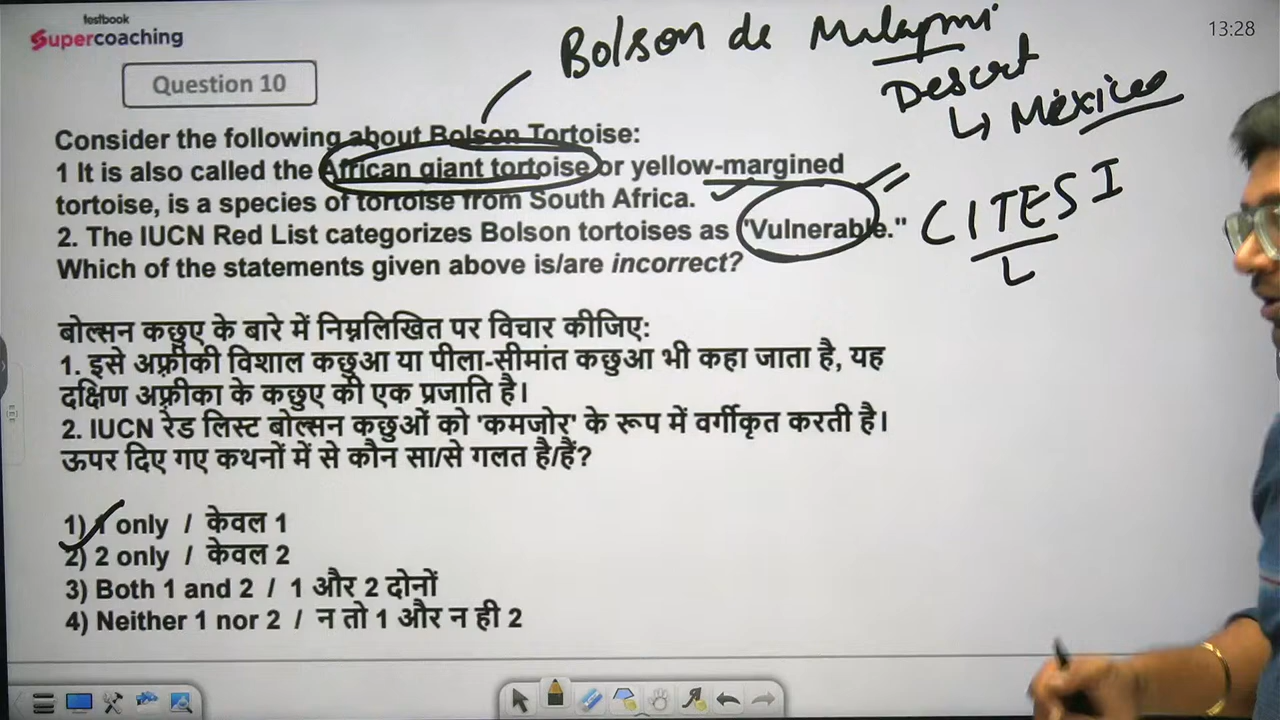 testbook
Supercoaching
13:28
Bolson de Malapmi
Desert
↳ Mexico
Question 10
Consider the following about Bolson Tortoise:
1 It is also called the African giant tortoise or yellow-margined
tortoise, is a species of tortoise from South Africa.
2. The IUCN Red List categorizes Bolson tortoises as "Vulnerable."
Which of the statements given above is/are incorrect?
CITES I
बोल्सन कछुए के बारे में निम्नलिखित पर विचार कीजिए:
1. इसे अफ़्रीकी विशाल कछुआ या पीला-सीमांत कछुआ भी कहा जाता है, यह
दक्षिण अफ़्रीका के कछुए की एक प्रजाति है।
2. IUCN रेड लिस्ट बोल्सन कछुओं को 'कमजोर' के रूप में वर्गीकृत करती है।
ऊपर दिए गए कथनों में से कौन सा/से गलत है/हैं?
1) 1 only / केवल 1
2) 2 only / केवल 2
3) Both 1 and 2 / 1 और 2 दोनों
4) Neither 1 nor 2 / न तो 1 और न ही 2